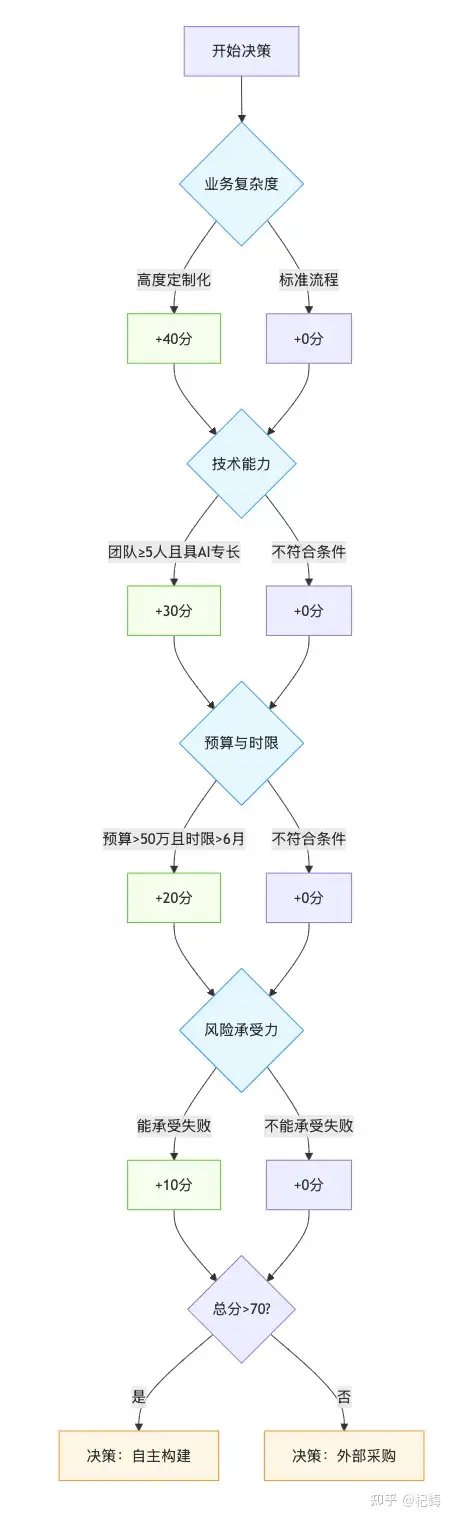 开始决策
业务复杂度
高度定制化
标准流程
+40分
+0分
技术能力
团队≥5人且具AI专长
不符合条件
+30分
+0分
预算与时限
预算>50万且时限>6月
不符合条件
+20分
+0分
风险承受力
能承受失败
不能承受失败
+10分
+0分
总分>70?
是
否
决策：自主构建
决策：外部采购
知乎 @杞鋂